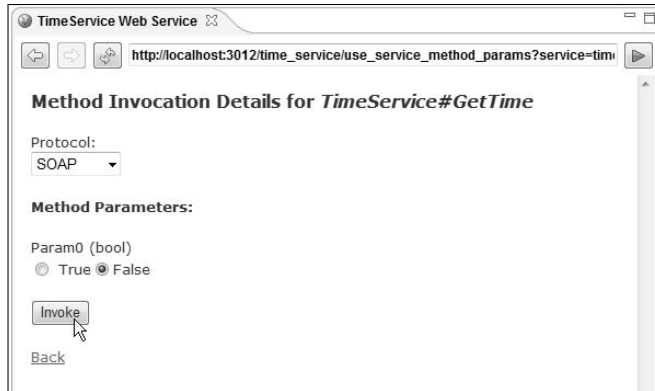 TimeService Web Service
http://localhost:3012/time_service/use_service_method_params?service=tim
Method Invocation Details for TimeService#GetTime
Protocol:
SOAP
Method Parameters:
Param0 (bool)
True False
Invoke
Back